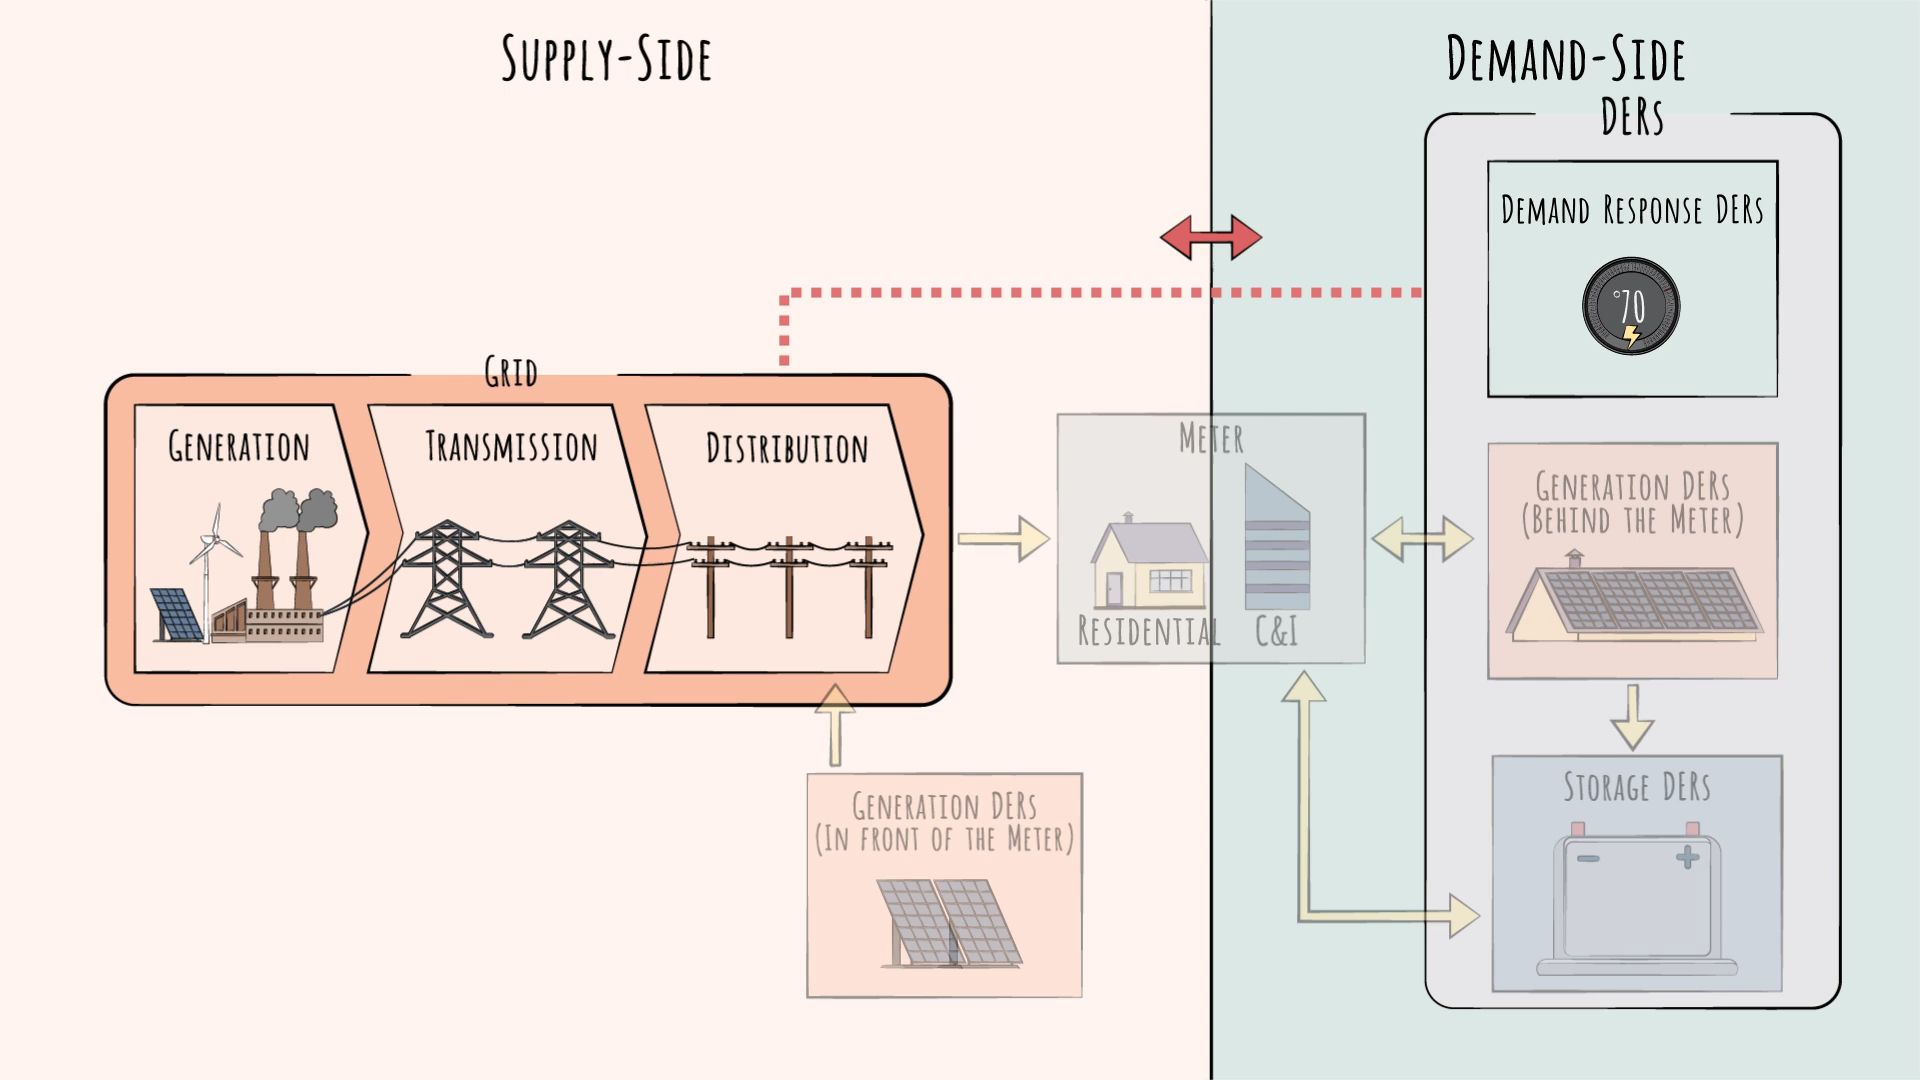 Supply-Side
Demand-Side
DERs
Demand Response DERs
°70
Grid
Generation
Transmission
Distribution
Meter
Residential
C&I
Generation DERs
(Behind the Meter)
Storage DERs
Generation DERs
(In front of the Meter)